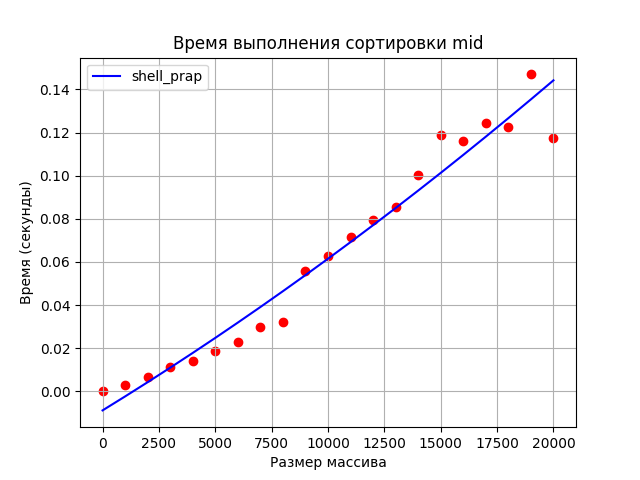 Время выполнения сортировки mid
shell_prap
0.14
0.12
0.10
0.08
0.06
0.04
0.02
0.00
Время (секунды)
0 2500 5000 7500 10000 12500 15000 17500 20000
Размер массива